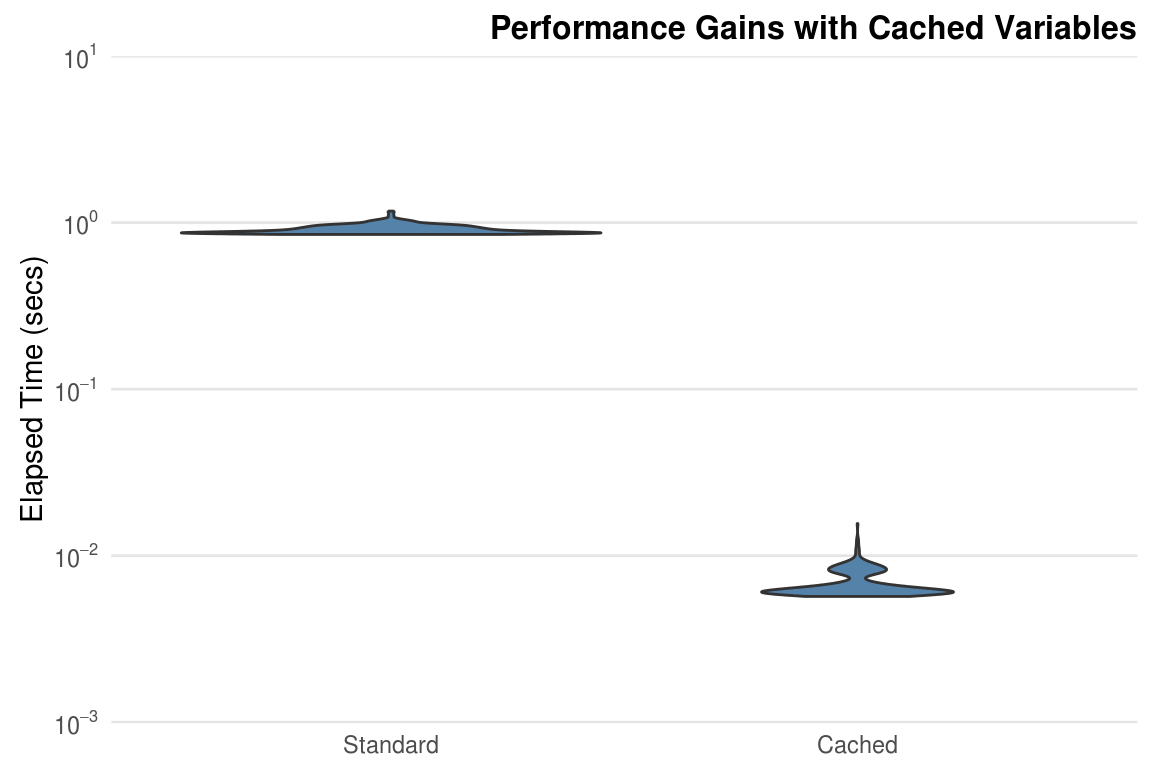 Performance Gains with Cached Variables
Elapsed Time (secs)
10¹
10⁰
10⁻¹
10⁻²
10⁻³
Standard
Cached